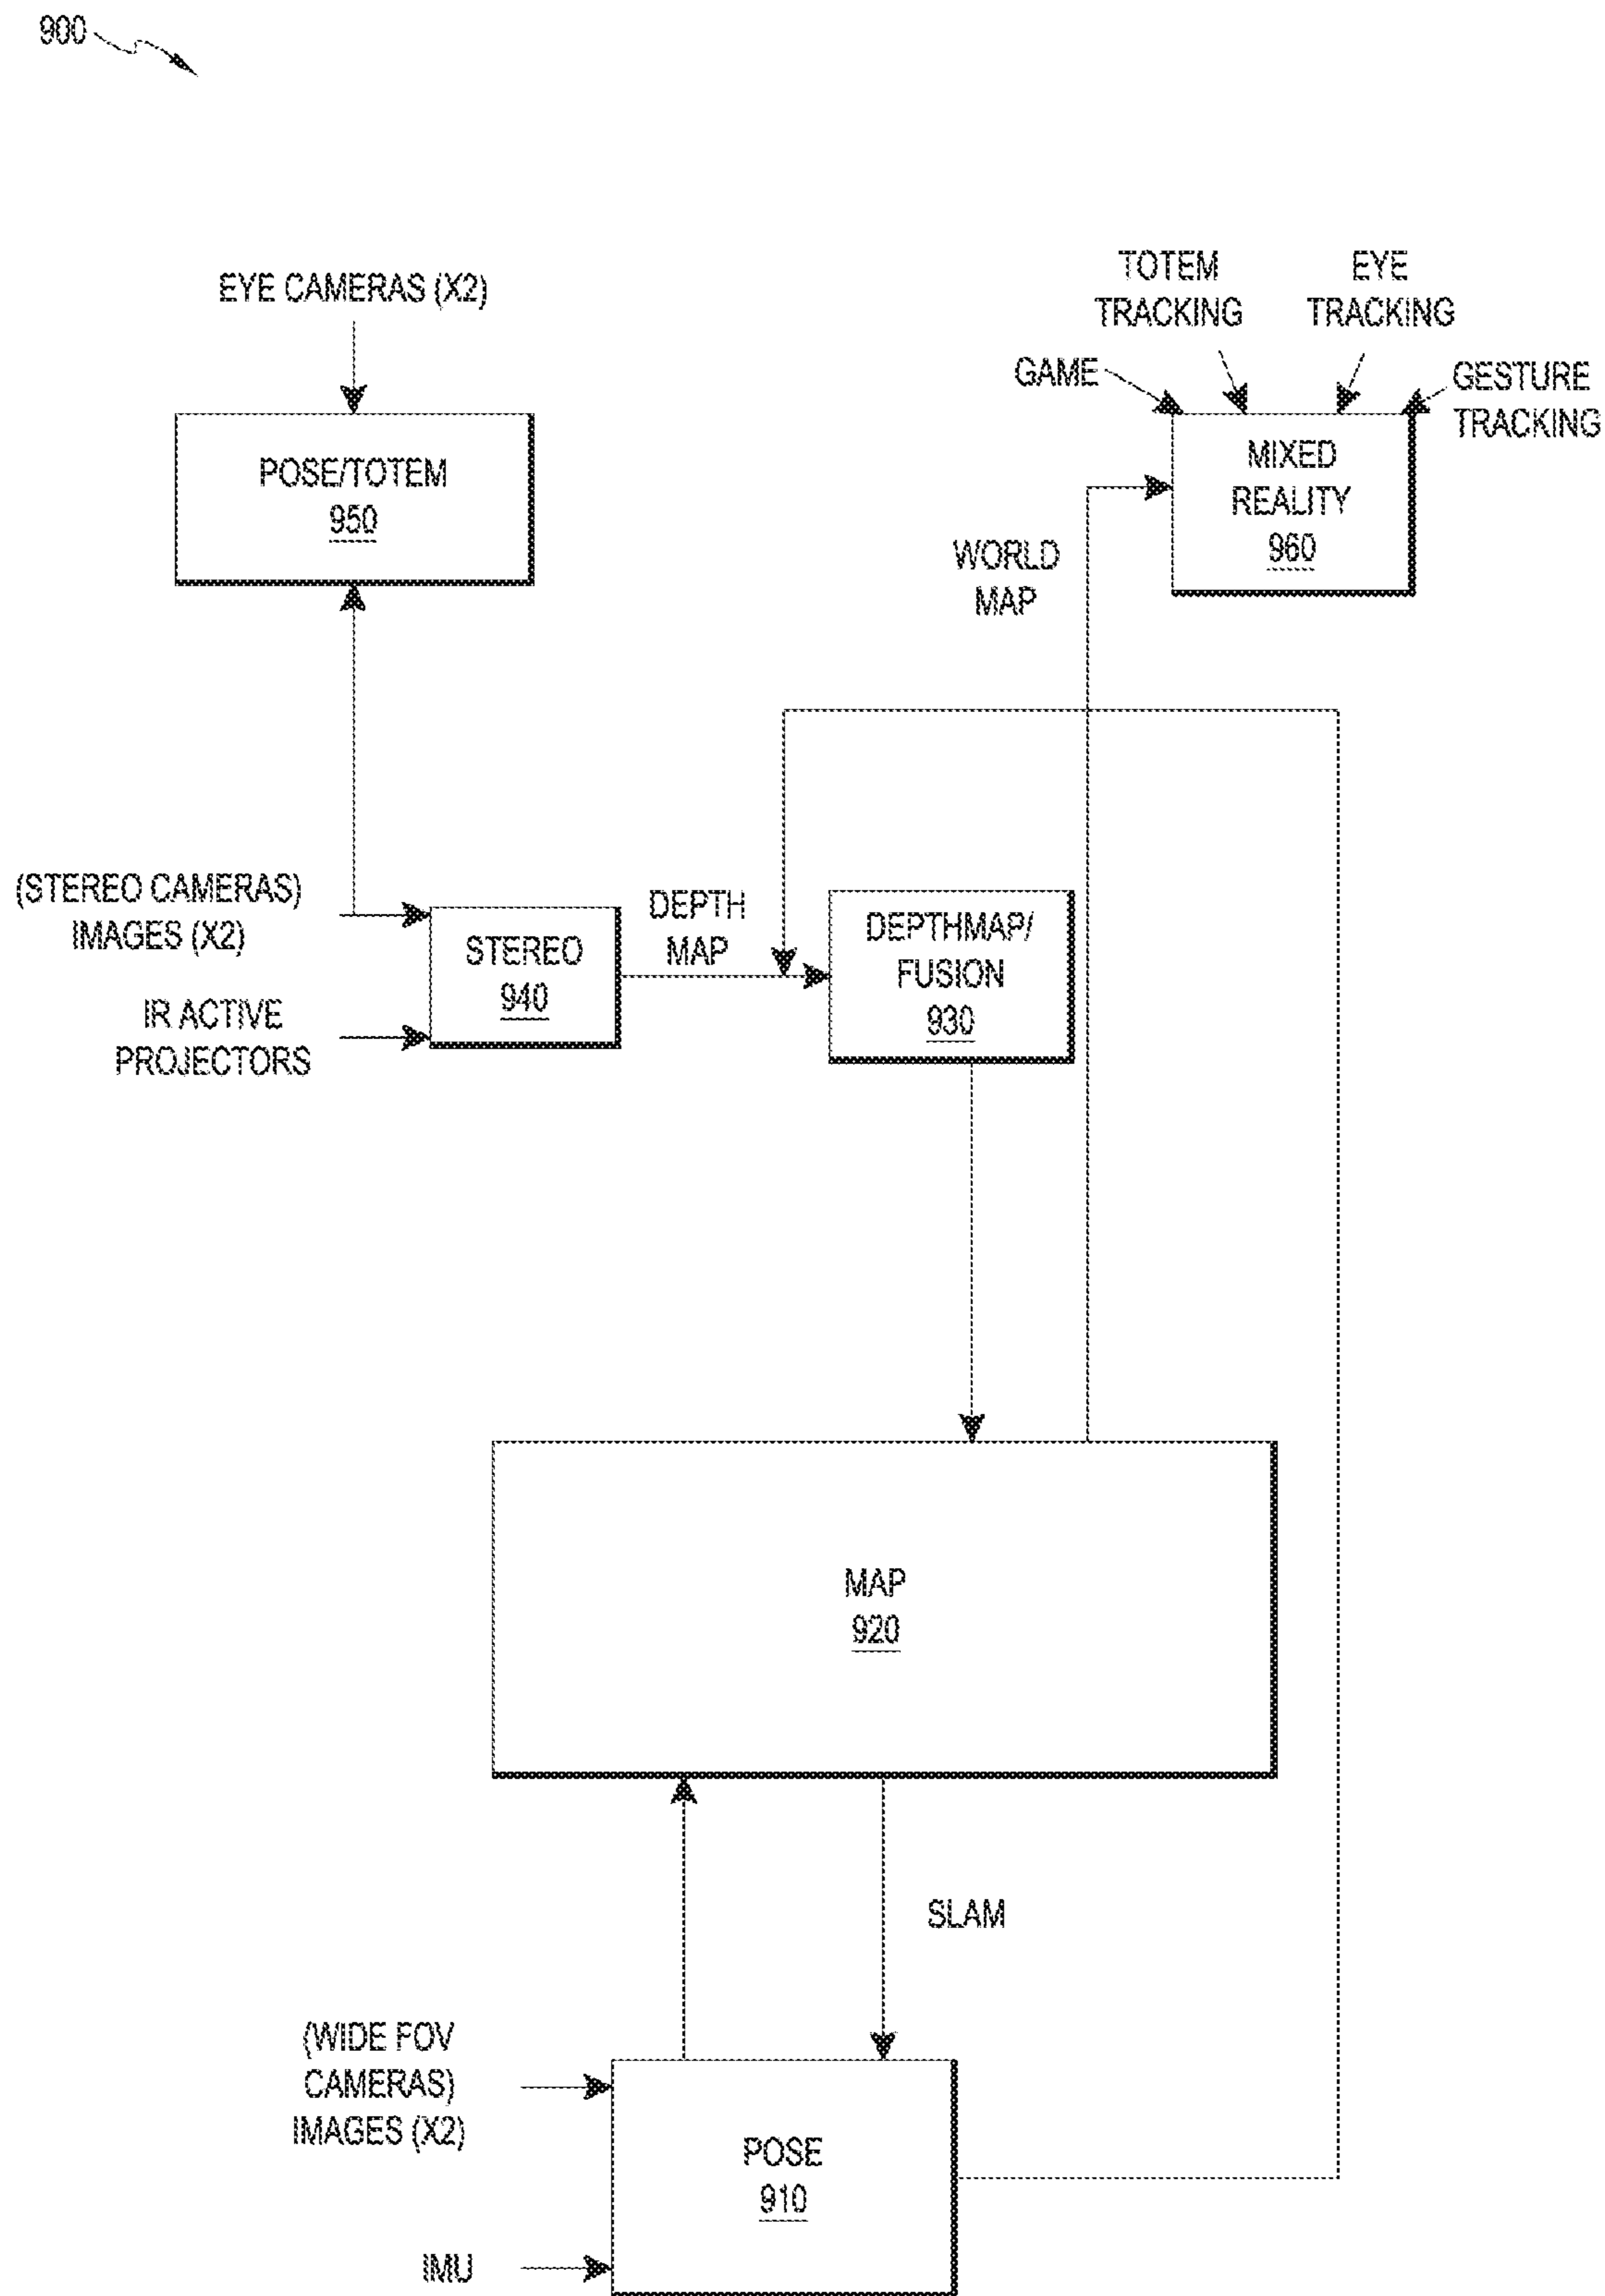 900
EYE CAMERAS (X2)
POSE/TOTEM
950
TOTEM
TRACKING
EYE
TRACKING
GAME
GESTURE
TRACKING
MIXED
REALITY
960
WORLD
MAP
(STEREO CAMERAS)
IMAGES (X2)
IR ACTIVE
PROJECTORS
STEREO
940
DEPTH
MAP
DEPTHMAP/
FUSION
930
MAP
920
SLAM
(WIDE FOV
CAMERAS)
IMAGES (X2)
IMU
POSE
910